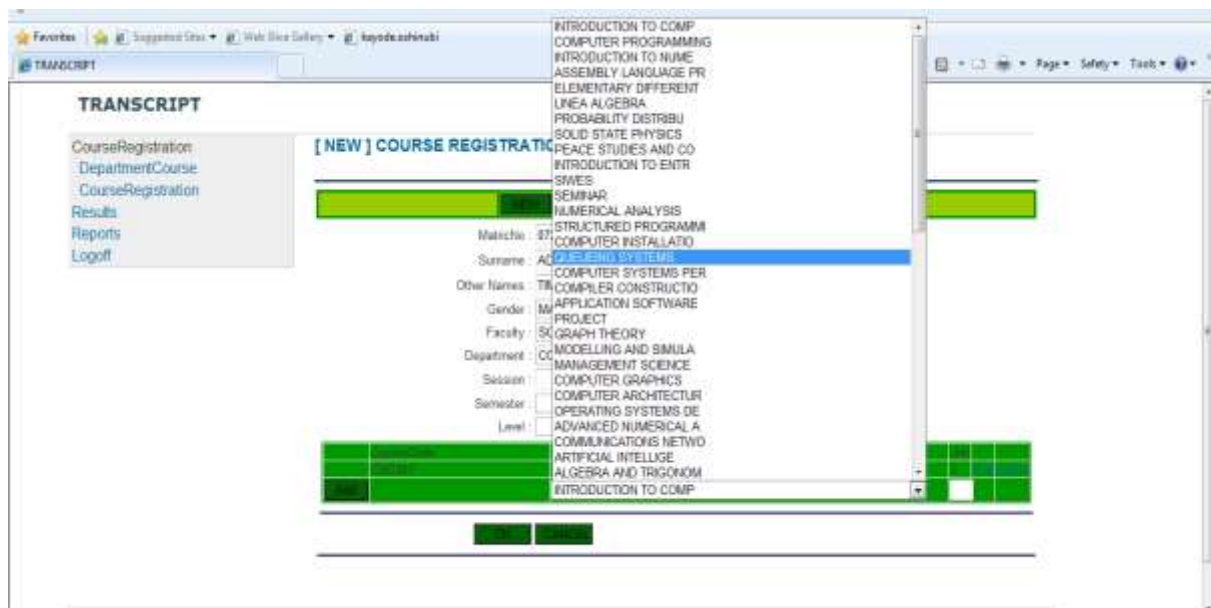 Favorites Suggested Sites Web Slice Gallery kayode.ashinubi
TRANSCRIPT
Page Safety Tools
TRANSCRIPT
CourseRegistration
DepartmentCourse
CourseRegistration
Results
Reports
Logoff
[ NEW ] COURSE REGISTRATIO
MatricNo :
Surname :
Other Names :
Gender :
Faculty :
Department :
Session :
Semester :
Level :
INTRODUCTION TO COMP
COMPUTER PROGRAMMING
INTRODUCTION TO NUME
ASSEMBLY LANGUAGE PR
ELEMENTARY DIFFERENT
LINEA ALGEBRA
PROBABILITY DISTRIBU
SOLID STATE PHYSICS
PEACE STUDIES AND CO
INTRODUCTION TO ENTR
SIWES
SEMINAR
NUMERICAL ANALYSIS
STRUCTURED PROGRAMMI
COMPUTER INSTALLATIO
QUEUEING SYSTEMS
COMPUTER SYSTEMS PER
COMPILER CONSTRUCTIO
APPLICATION SOFTWARE
PROJECT
GRAPH THEORY
MODELLING AND SIMULA
MANAGEMENT SCIENCE
COMPUTER GRAPHICS
COMPUTER ARCHITECTUR
OPERATING SYSTEMS DE
ADVANCED NUMERICAL A
COMMUNICATIONS NETWO
ARTIFICIAL INTELLIGE
ALGEBRA AND TRIGONOM
INTRODUCTION TO COMP
OK CANCEL